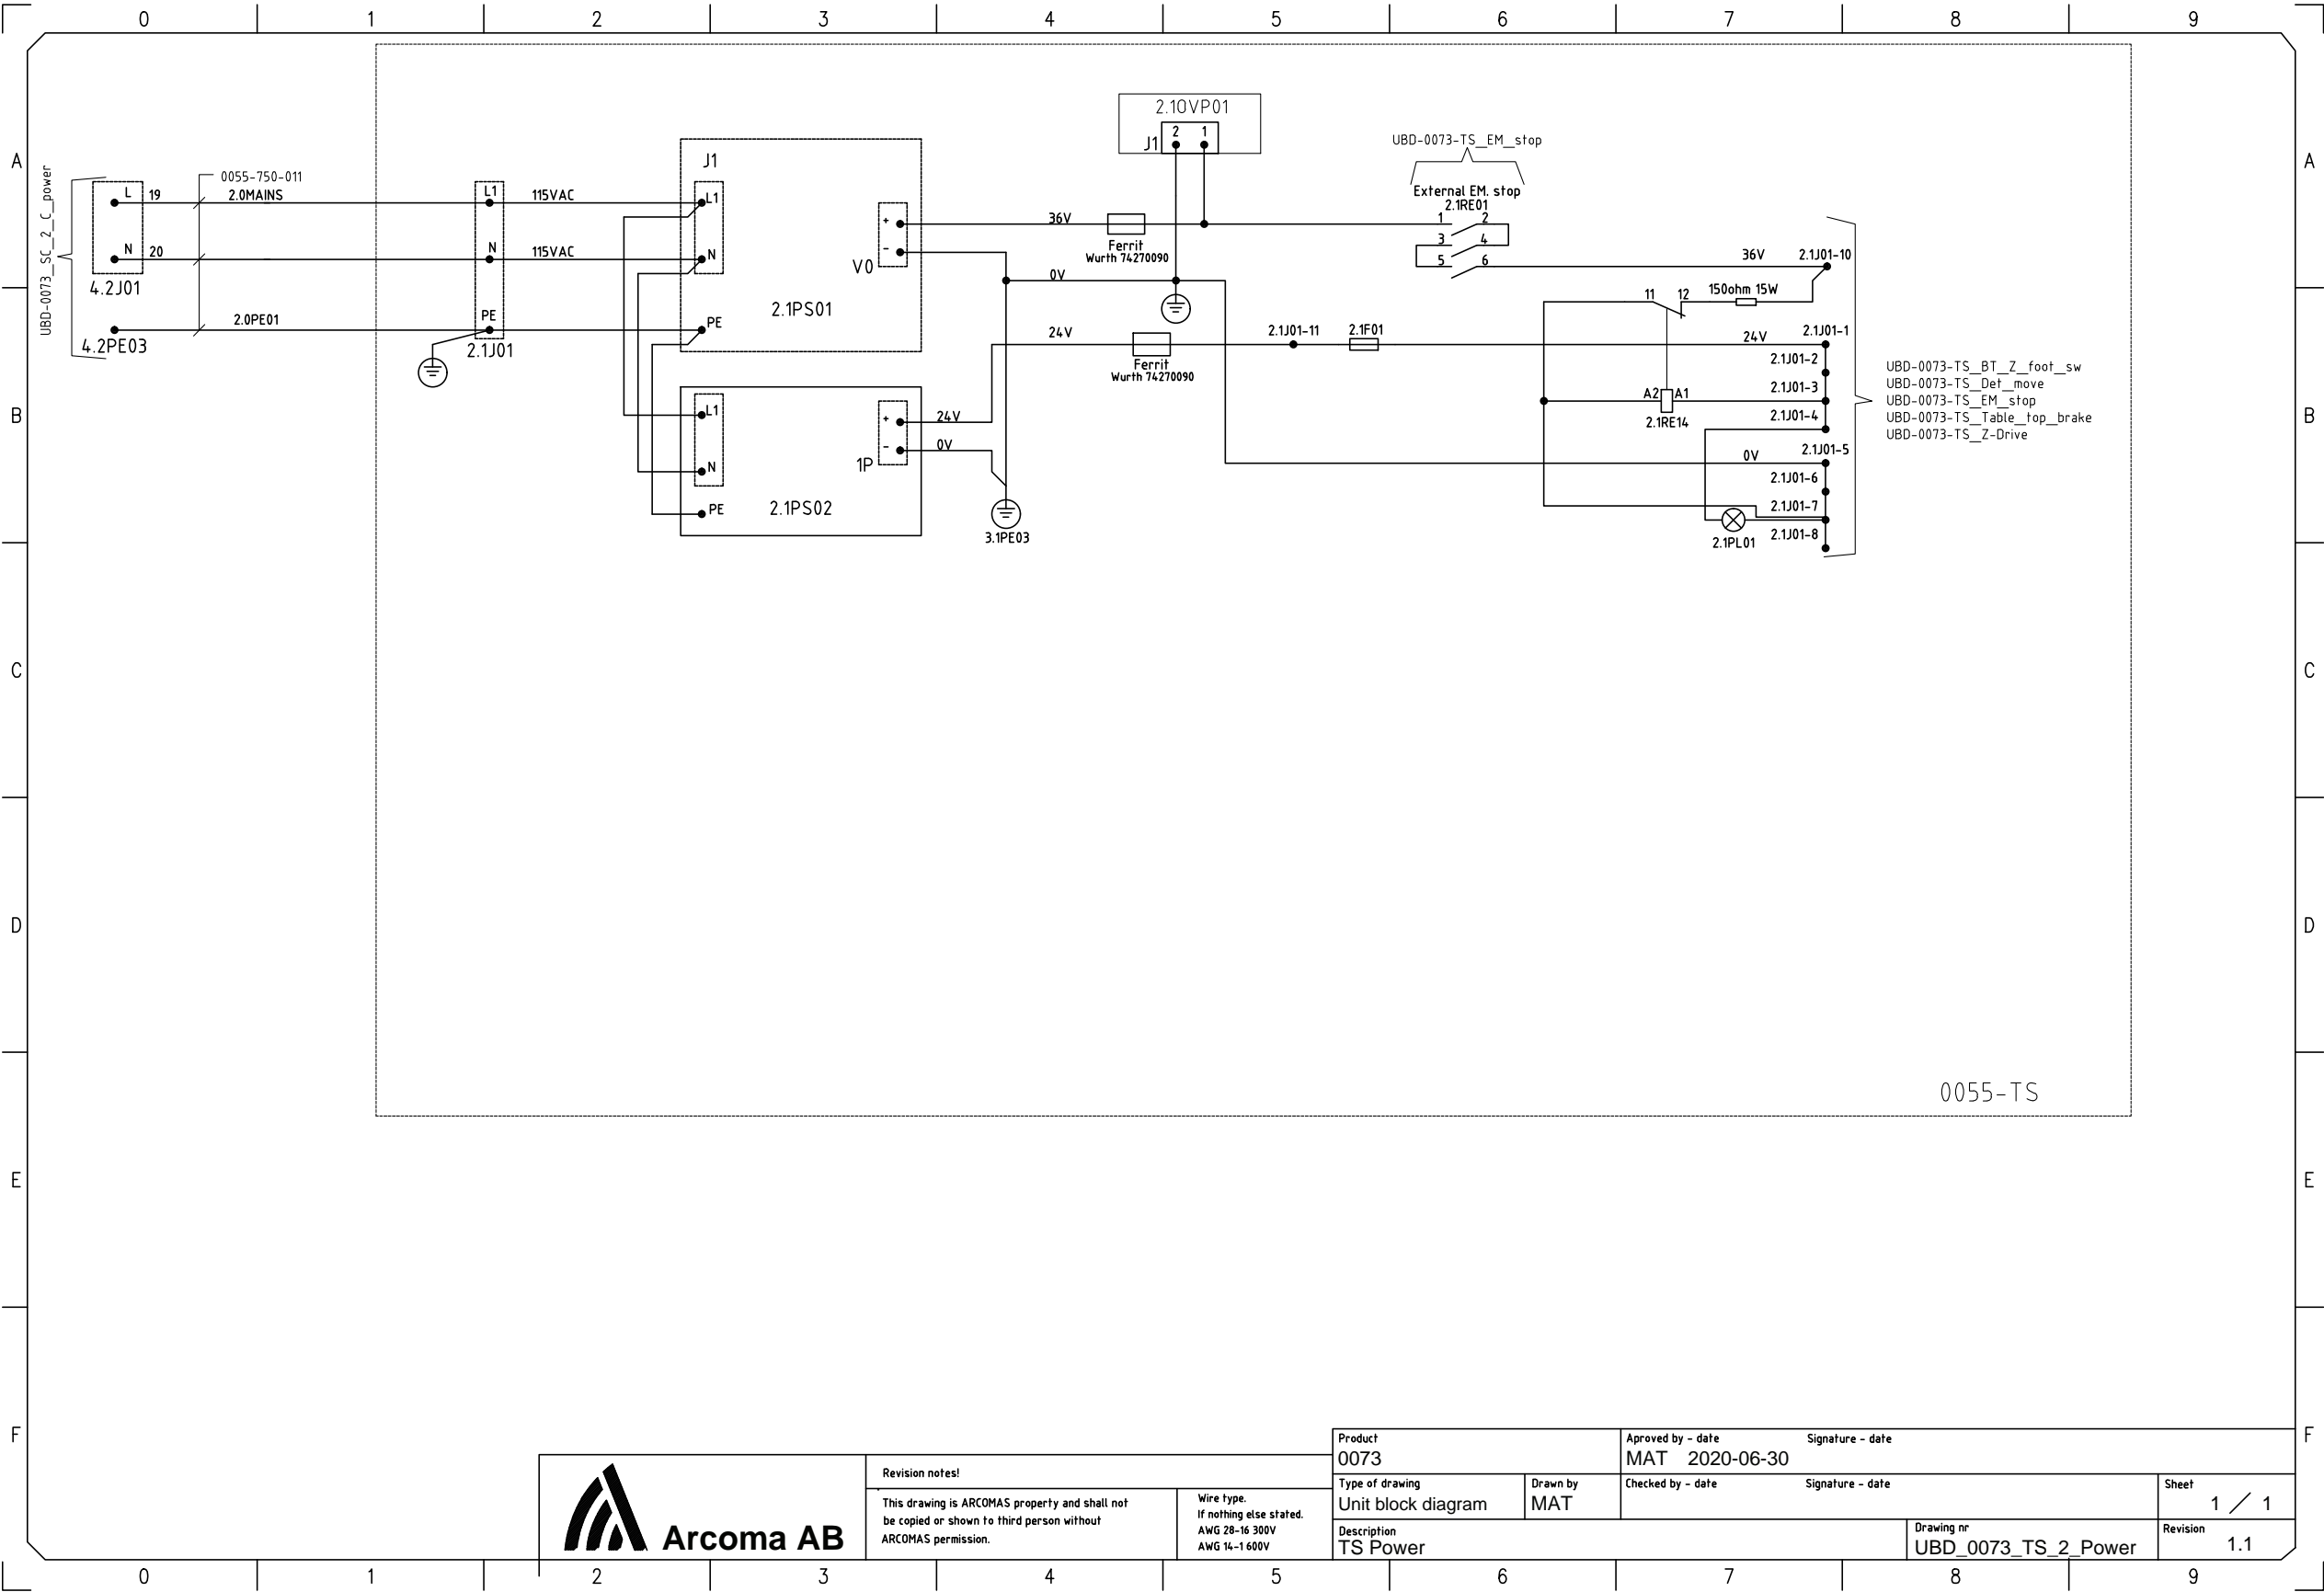 0 1 2 3 4 5 6 7 8 9
A A
B B
C C
D D
E E
F F
UBD-0073_SC_2_C_power
L 19
N 20
4.2J01
4.2PE03
0055-750-011
2.0MAINS
2.0PE01
L1
N
PE
2.1J01
115VAC
115VAC
J1
L1
N
PE
+
-
V0
2.1PS01
L1
N
PE
+
-
1P
2.1PS02
24V
0V
3.1PE03
36V
Ferrit
Wurth 74270090
0V
24V
Ferrit
Wurth 74270090
2.1OVP01
J1 2 1
2.1J01-11
2.1F01
UBD-0073-TS_EM_stop
External EM. stop
2.1RE01
1 2
3 4
5 6
36V
2.1J01-10
11 12 150ohm 15W
24V
2.1J01-1
2.1J01-2
2.1J01-3
2.1J01-4
A2 A1
2.1RE14
0V
2.1J01-5
2.1J01-6
2.1J01-7
2.1J01-8
2.1PL01
UBD-0073-TS_BT_Z_foot_sw
UBD-0073-TS_Det_move
UBD-0073-TS_EM_stop
UBD-0073-TS_Table_top_brake
UBD-0073-TS_Z-Drive
0055-TS
Arcoma AB
Revision notes!
This drawing is ARCOMAS property and shall not
be copied or shown to third person without
ARCOMAS permission.
Wire type.
If nothing else stated.
AWG 28-16 300V
AWG 14-1 600V
Product
0073
Aproved by - date Signature - date
MAT 2020-06-30
Type of drawing
Unit block diagram
Drawn by
MAT
Checked by - date Signature - date
Sheet
1 / 1
Description
TS Power
Drawing nr
UBD_0073_TS_2_Power
Revision
1.1
0 1 2 3 4 5 6 7 8 9